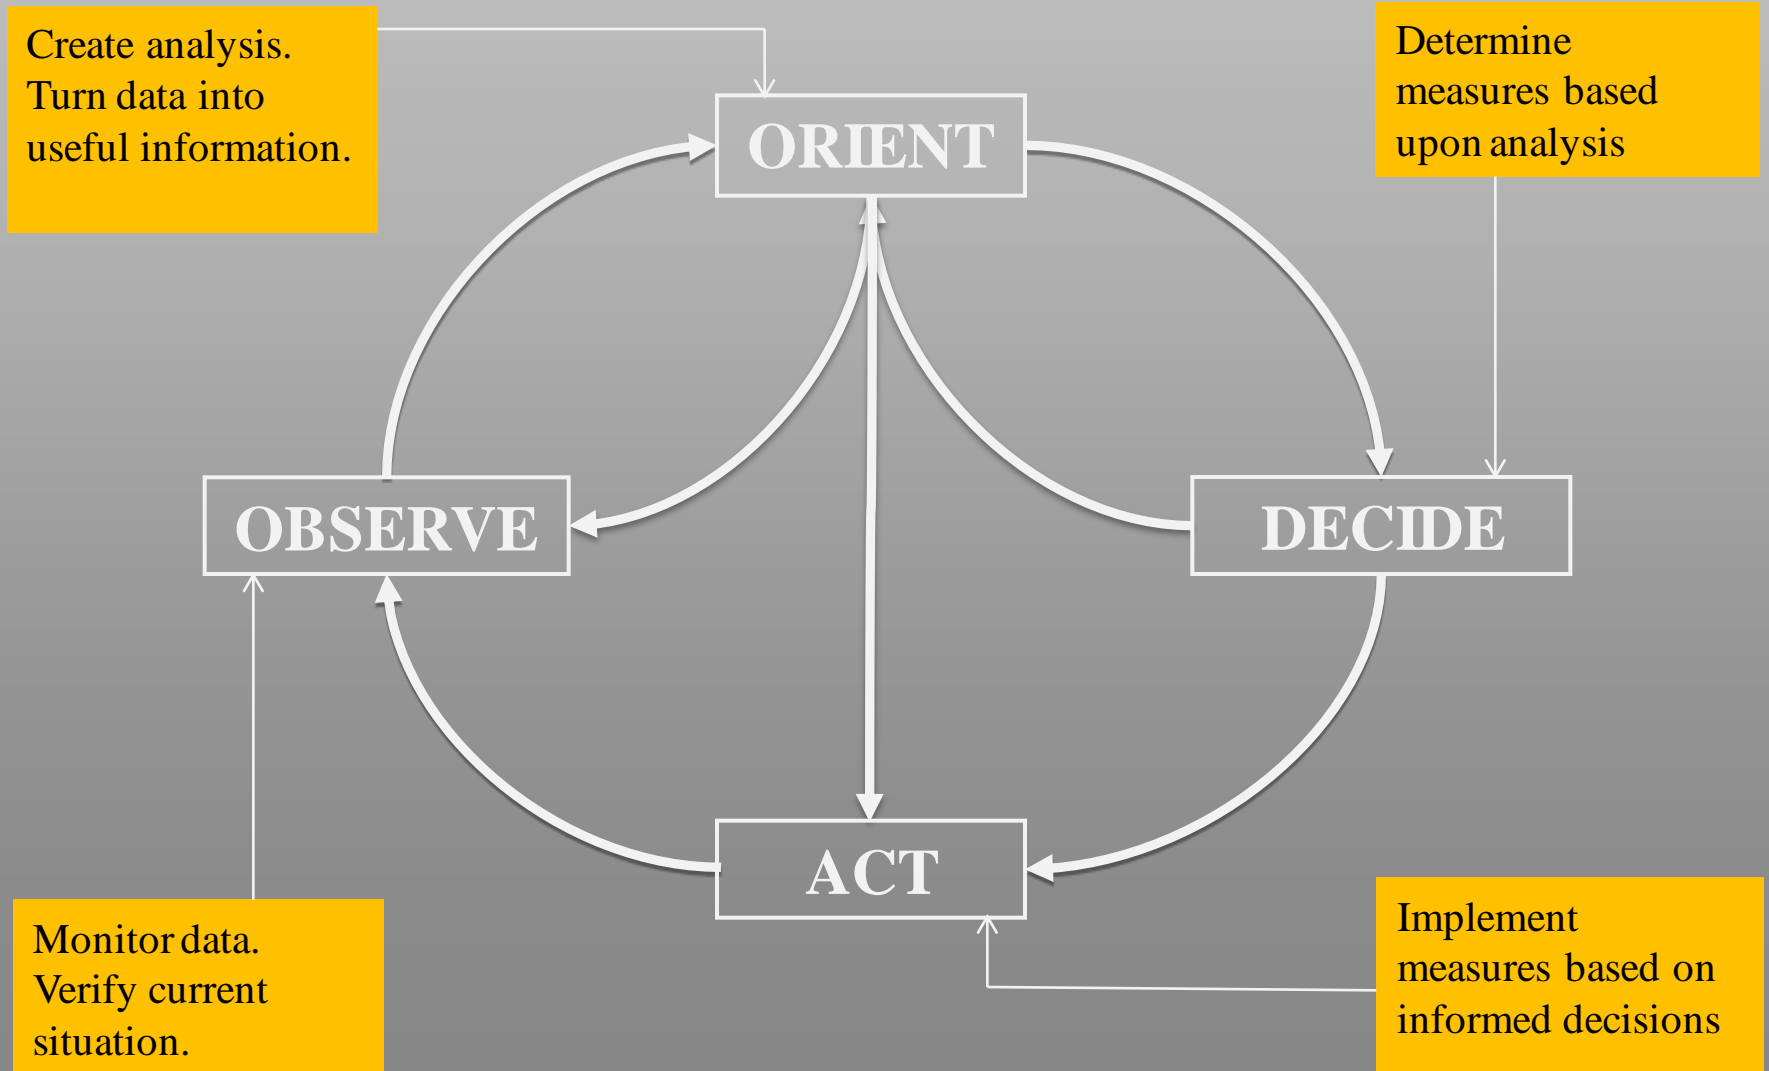 Create analysis.
Turn data into
useful information.
Determine
measures based
upon analysis
ORIENT
OBSERVE
DECIDE
ACT
Monitor data.
Verify current
situation.
Implement
measures based on
informed decisions